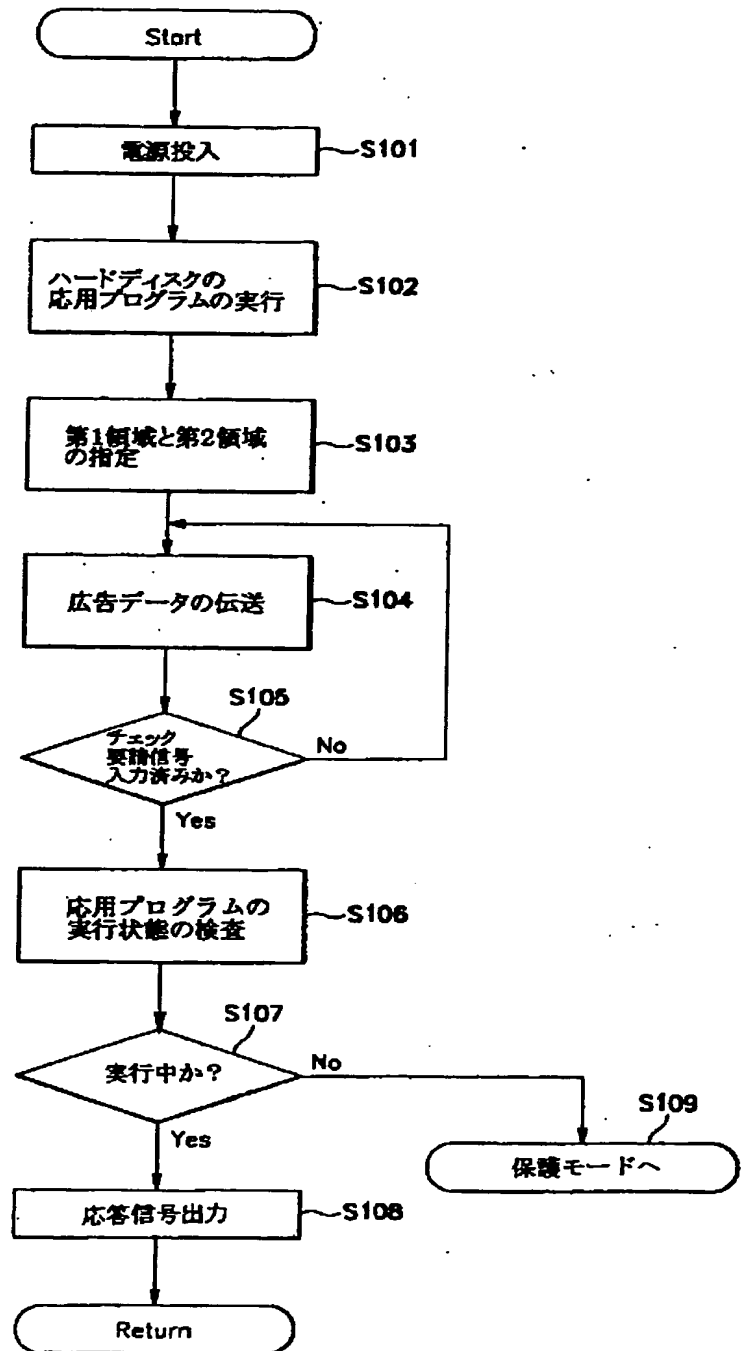 Start
電源投入
S101
ハードディスクの
応用プログラムの実行
S102
第1領域と第2領域
の指定
S103
広告データの伝送
S104
S105
チェック
要請信号
入力済みか?
No
Yes
応用プログラムの
実行状態の検査
S106
S107
実行中か?
No
Yes
S109
保護モードへ
応答信号出力
S108
Return